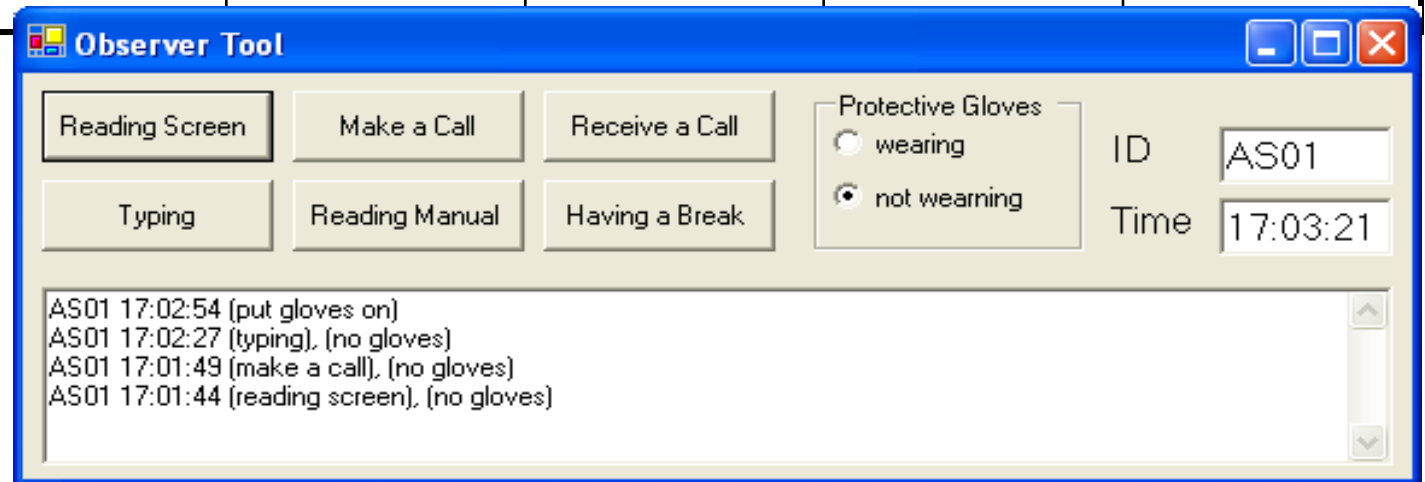 Observer Tool
Reading Screen
Make a Call
Receive a Call
Typing
Reading Manual
Having a Break
Protective Gloves
wearing
not wearning
ID
AS01
Time
17:03:21
AS01 17:02:54 (put gloves on)
AS01 17:02:27 (typing), (no gloves)
AS01 17:01:49 (make a call), (no gloves)
AS01 17:01:44 (reading screen), (no gloves)